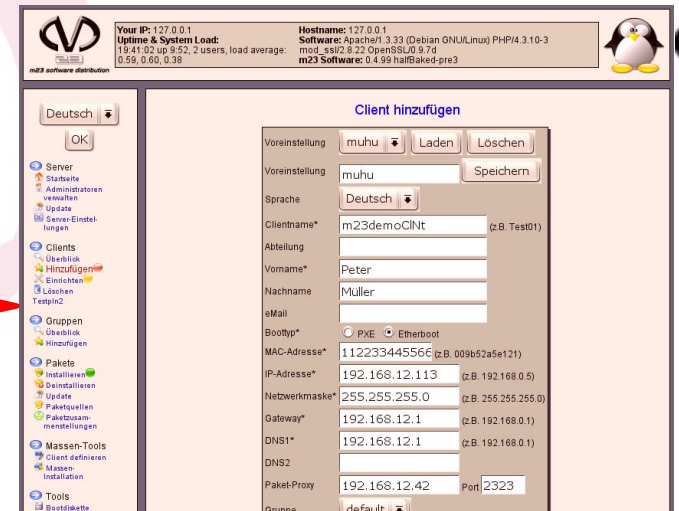 Your IP: 127.0.0.1
Uptime & System Load:
19:41:02 up 9:52, 2 users, load average: 0.59, 0.60, 0.38
Hostname: 127.0.0.1
Software: Apache/1.3.33 (Debian GNU/Linux) PHP/4.3.10-3 mod_ssl/2.8.22 OpenSSL/0.9.7d
m23 Software: 0.4.99 halfBaked-pre3
m23 software distribution
Deutsch
OK
Server
Startseite
Administratoren verwalten
Update
Server-Einstel-
lungen
Clients
Überblick
Hinzufügen
Einrichten
Löschen
Testpln2
Gruppen
Überblick
Hinzufügen
Pakete
Installieren
Deinstallieren
Update
Paketquellen
Paketzusam-
menstellungen
Massen-Tools
Client definieren
Massen-
Installation
Tools
Bootdiskette
Client hinzufügen
Voreinstellung muhu Laden Löschen
Voreinstellung muhu Speichern
Sprache Deutsch
Clientname* m23demoClNt (z.B. Test01)
Abteilung
Vorname* Peter
Nachname Müller
eMail
Boottyp* PXE Etherboot
MAC-Adresse* 112233445566 (z.B. 009b52a5e121)
IP-Adresse* 192.168.12.113 (z.B. 192.168.0.5)
Netzwerkmaske* 255.255.255.0 (z.B. 255.255.255.0)
Gateway* 192.168.12.1 (z.B. 192.168.0.1)
DNS1* 192.168.12.1 (z.B. 192.168.0.1)
DNS2
Paket-Proxy 192.168.12.42 Port 2323
Gruppe default